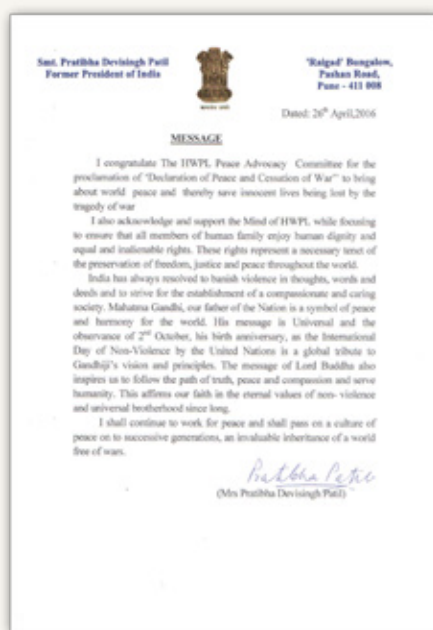 Smt. Pratibha Devisingh Patil
Former President of India
'Raigad' Bungalow,
Pashan Road,
Pune - 411 008
Dated: 26th April,2016
MESSAGE
I congratulate The HWPL Peace Advocacy Committee for the
proclamation of 'Declaration of Peace and Cessation of War" to bring
about world peace and thereby save innocent lives being lost by the
tragedy of war
I also acknowledge and support the Mind of HWPL while focusing
to ensure that all members of human family enjoy human dignity and
equal and inalienable rights. These rights represent a necessary tenet of
the preservation of freedom, justice and peace throughout the world.
India has always resolved to banish violence in thoughts, words and
deeds and to strive for the establishment of a compassionate and caring
society. Mahatma Gandhi, our father of the Nation is a symbol of peace
and harmony for the world. His message is Universal and the
observance of 2nd October, his birth anniversary, as the International
Day of Non-Violence by the United Nations is a global tribute to
Gandhiji's vision and principles. The message of Lord Buddha also
inspires us to follow the path of truth, peace and compassion and serve
humanity. This affirms our faith in the eternal values of non- violence
and universal brotherhood since long.
I shall continue to work for peace and shall pass on a culture of
peace on to successive generations, an invaluable inheritance of a world
free of wars.
Pratibha Patil
(Mrs Pratibha Devisingh Patil)